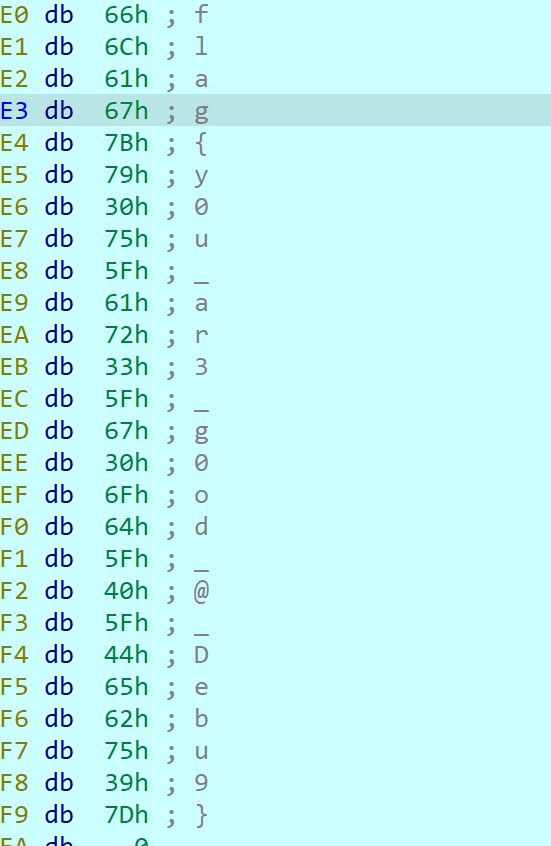 E0 db 66h ; f
E1 db 6Ch ; l
E2 db 61h ; a
E3 db 67h ; g
E4 db 7Bh ; {
E5 db 79h ; y
E6 db 30h ; 0
E7 db 75h ; u
E8 db 5Fh ; _
E9 db 61h ; a
EA db 72h ; r
EB db 33h ; 3
EC db 5Fh ; _
ED db 67h ; g
EE db 30h ; 0
EF db 6Fh ; o
F0 db 64h ; d
F1 db 5Fh ; _
F2 db 40h ; @
F3 db 5Fh ; _
F4 db 44h ; D
F5 db 65h ; e
F6 db 62h ; b
F7 db 75h ; u
F8 db 39h ; 9
F9 db 7Dh ; }
FA db 0